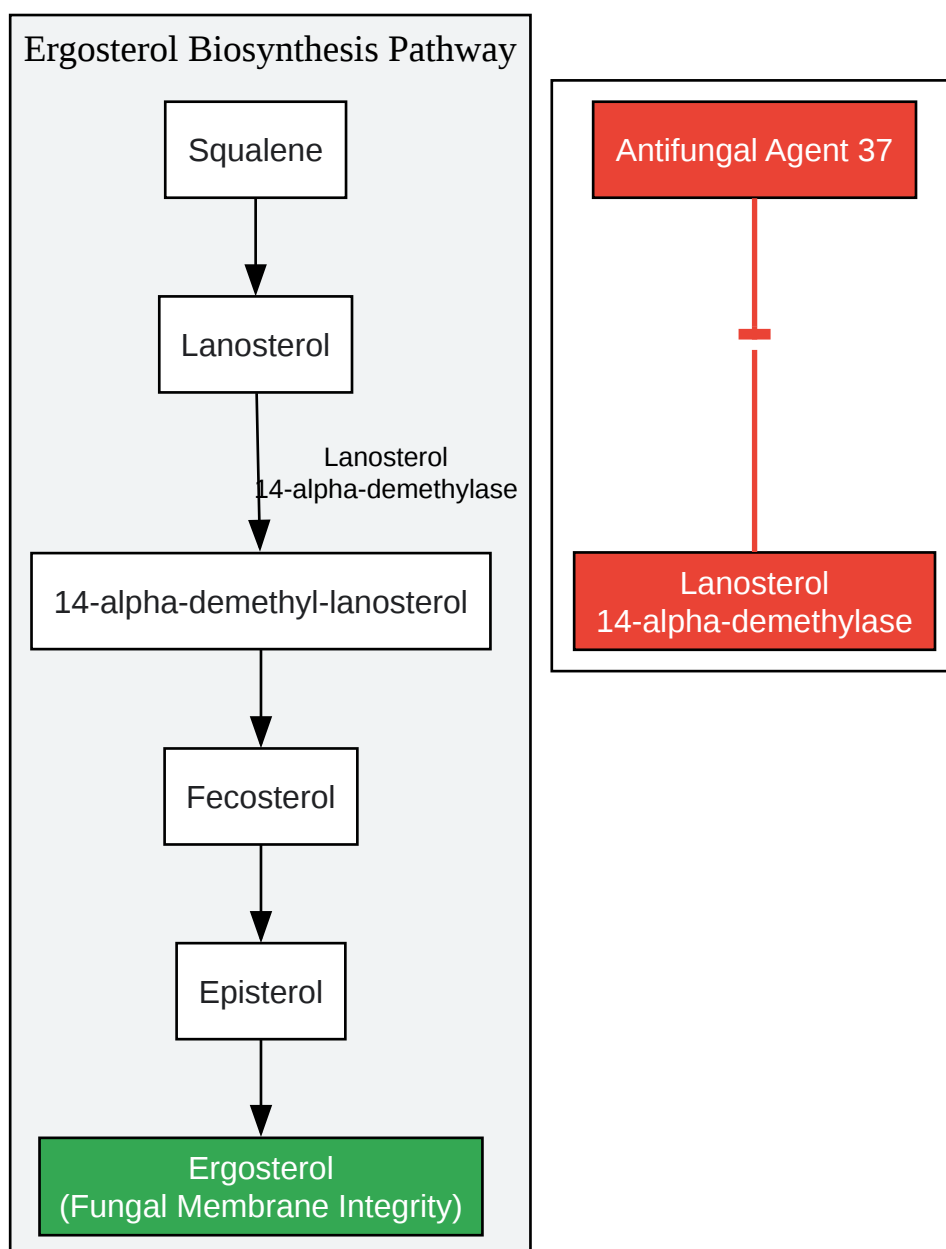 Ergosterol Biosynthesis Pathway
Squalene
Lanosterol
Lanosterol
14-alpha-demethylase
14-alpha-demethyl-lanosterol
Fecosterol
Episterol
Ergosterol
(Fungal Membrane Integrity)
Antifungal Agent 37
Lanosterol
14-alpha-demethylase